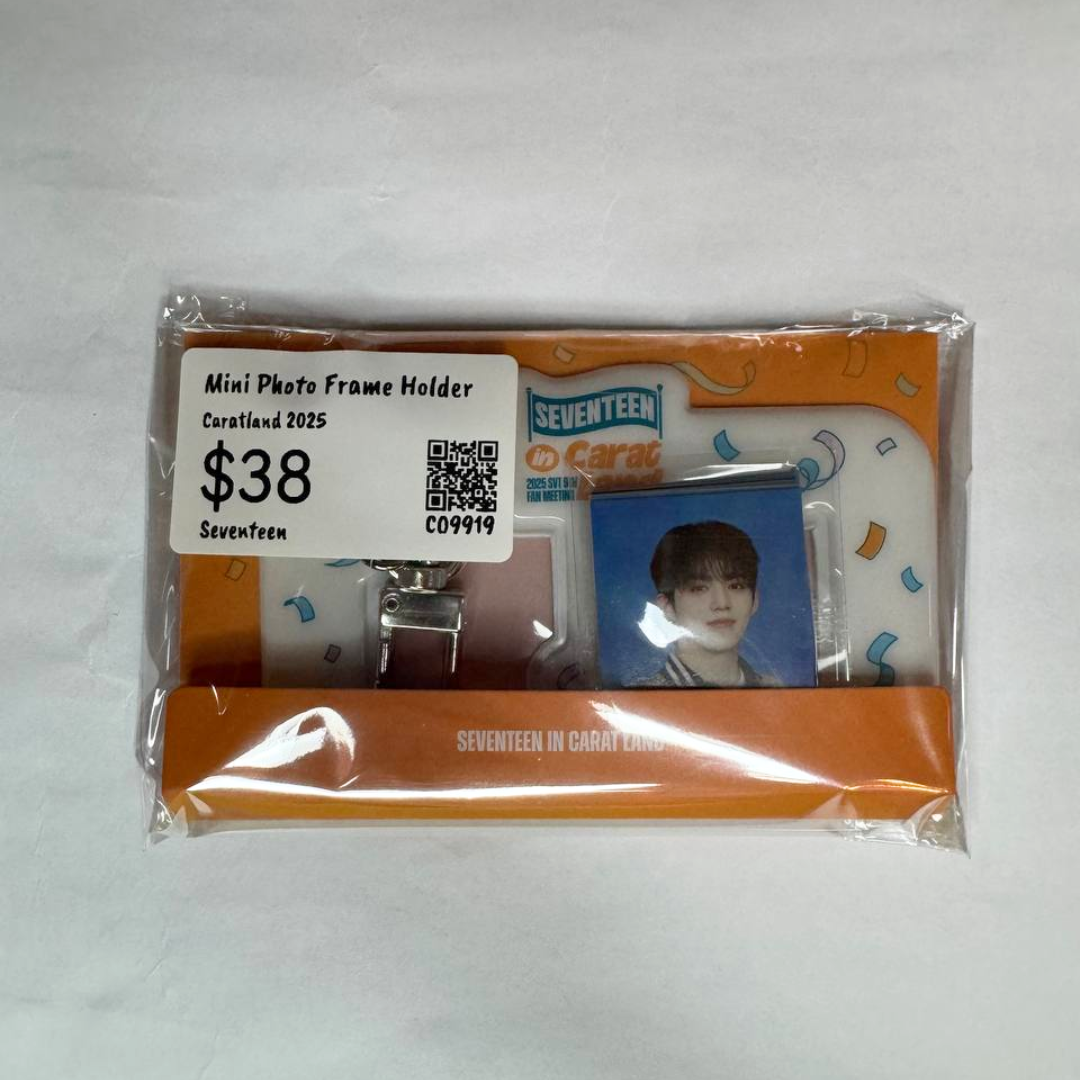 Mini Photo Frame Holder
Caratland 2025
$38
Seventeen
C09919
SEVENTEEN
in Carat
2025 SVT
FAN MEETING
SEVENTEEN IN CARAT LAND